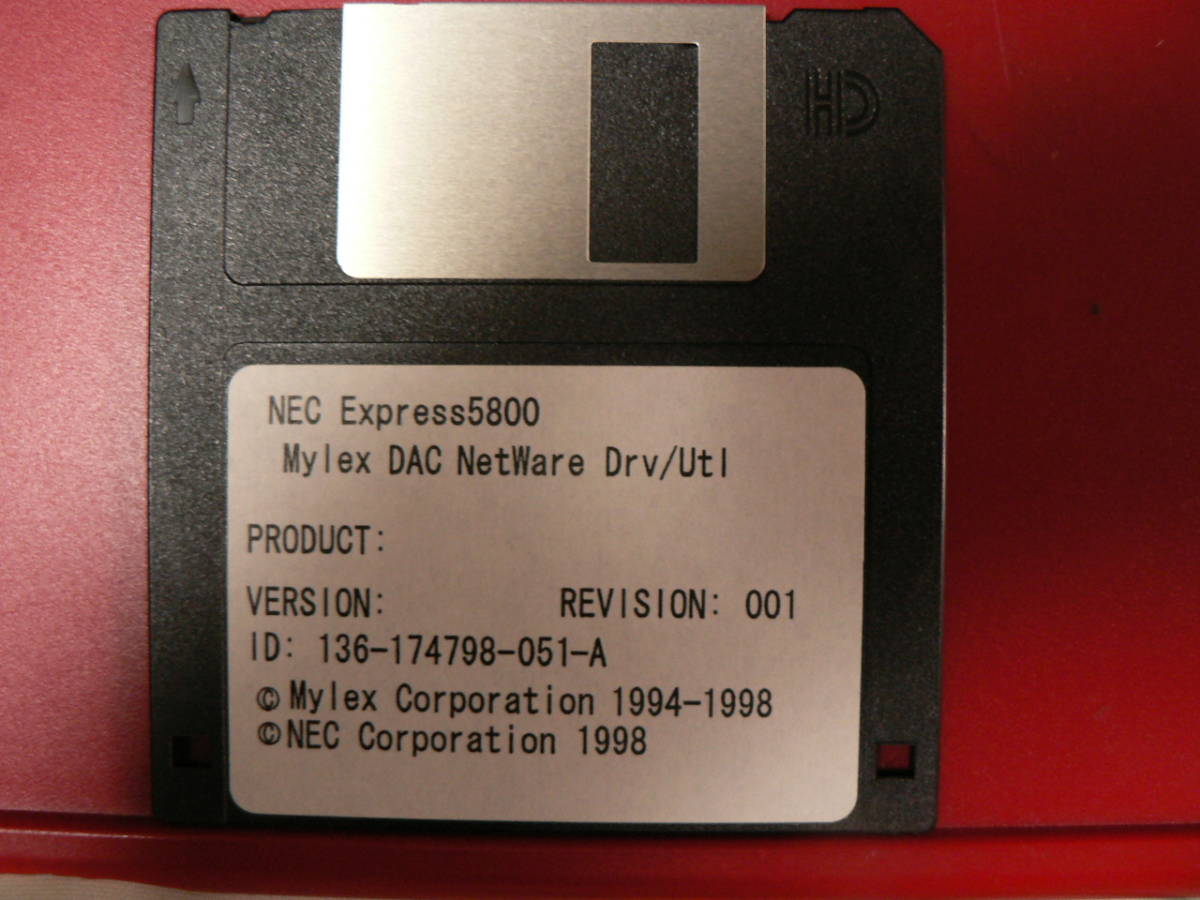 HD
NEC Express5800
Mylex DAC NetWare Drv/Utl
PRODUCT:
VERSION: REVISION: 001
ID: 136-174798-051-A
©Mylex Corporation 1994-1998
©NEC Corporation 1998